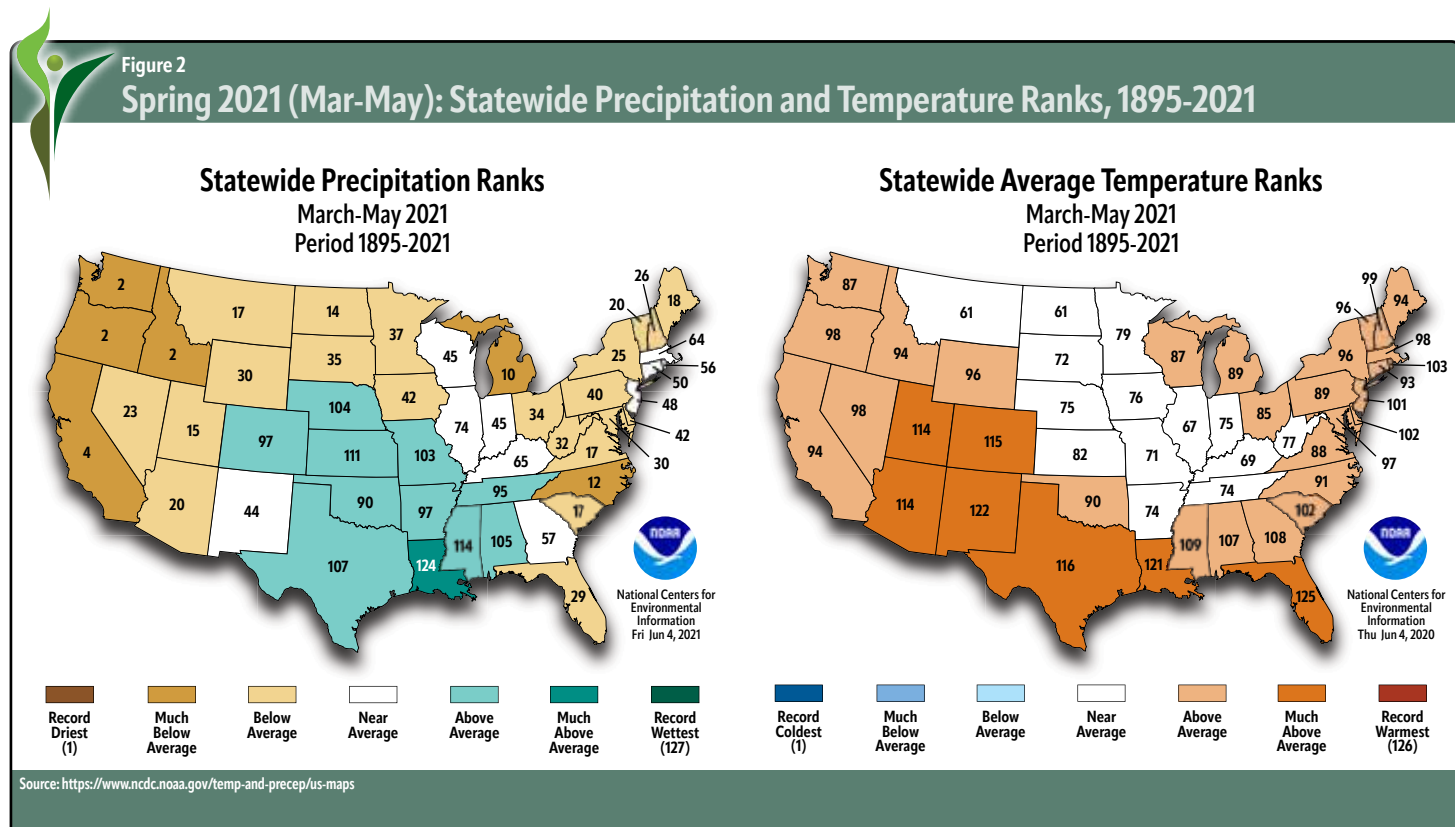 Figure 2
Spring 2021 (Mar-May): Statewide Precipitation and Temperature Ranks, 1895-2021
Statewide Precipitation Ranks
March-May 2021
Period 1895-2021
2
2
2
17
14
37
45
10
20
26
18
64
56
50
48
42
30
25
40
35
30
42
34
23
15
97
104
74
45
32
17
4
111
103
65
12
20
44
90
97
95
17
107
124
114
105
57
29
NOAA
National Centers for
Environmental
Information
Fri Jun 4, 2021
Record
Driest
(1)
Much
Below
Average
Below
Average
Near
Average
Above
Average
Much
Above
Average
Record
Wettest
(127)
Statewide Average Temperature Ranks
March-May 2021
Period 1895-2021
87
98
94
61
61
79
87
89
96
99
94
98
103
93
101
102
97
96
89
72
96
76
85
98
114
115
75
67
75
77
88
94
82
71
69
91
114
122
90
74
74
102
116
121
109
107
108
125
NOAA
National Centers for
Environmental
Information
Thu Jun 4, 2020
Record
Coldest
(1)
Much
Below
Average
Below
Average
Near
Average
Above
Average
Much
Above
Average
Record
Warmest
(126)
Source: https://www.ncdc.noaa.gov/temp-and-precep/us-maps